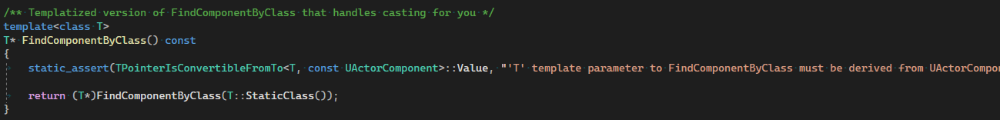 /** Templatized version of FindComponentByClass that handles casting for you */
template<class T>
T* FindComponentByClass() const
{
static_assert(TPointerIsConvertibleFromTo<T, const UActorComponent>::Value, "'T' template parameter to FindComponentByClass must be derived from UActorCompon
return (T*)FindComponentByClass(T::StaticClass());
}